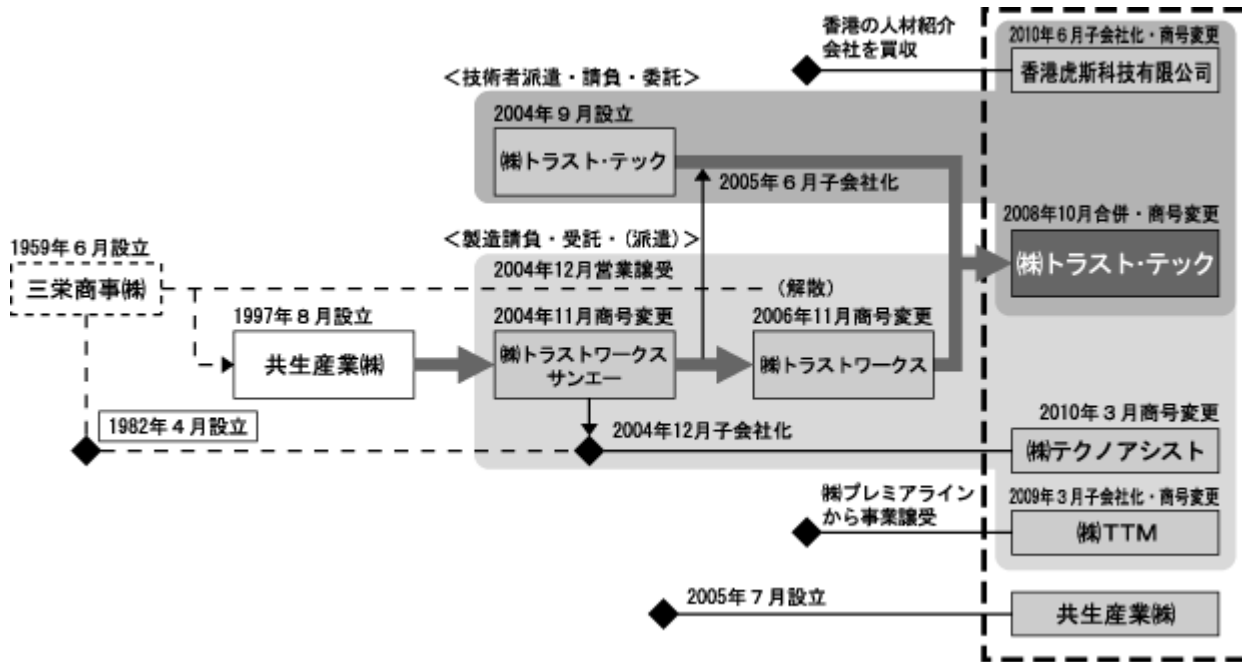 香港の人材紹介
会社を買収
2010年6月子会社化・商号変更
香港虎斯科技有限公司
＜技術者派遣・請負・委託＞
2004年9月設立
㈱トラスト・テック
2005年6月子会社化
2008年10月合併・商号変更
㈱トラスト・テック
1959年6月設立
三栄商事㈱
＜製造請負・受託・(派遣)＞
2004年12月営業譲受
(解散)
1997年8月設立
共生産業㈱
2004年11月商号変更
㈱トラストワークス
サンエー
2006年11月商号変更
㈱トラストワークス
1982年4月設立
2004年12月子会社化
2010年3月商号変更
㈱テクノアシスト
㈱プレミアライン
から事業譲受
2009年3月子会社化・商号変更
㈱TTM
2005年7月設立
共生産業㈱